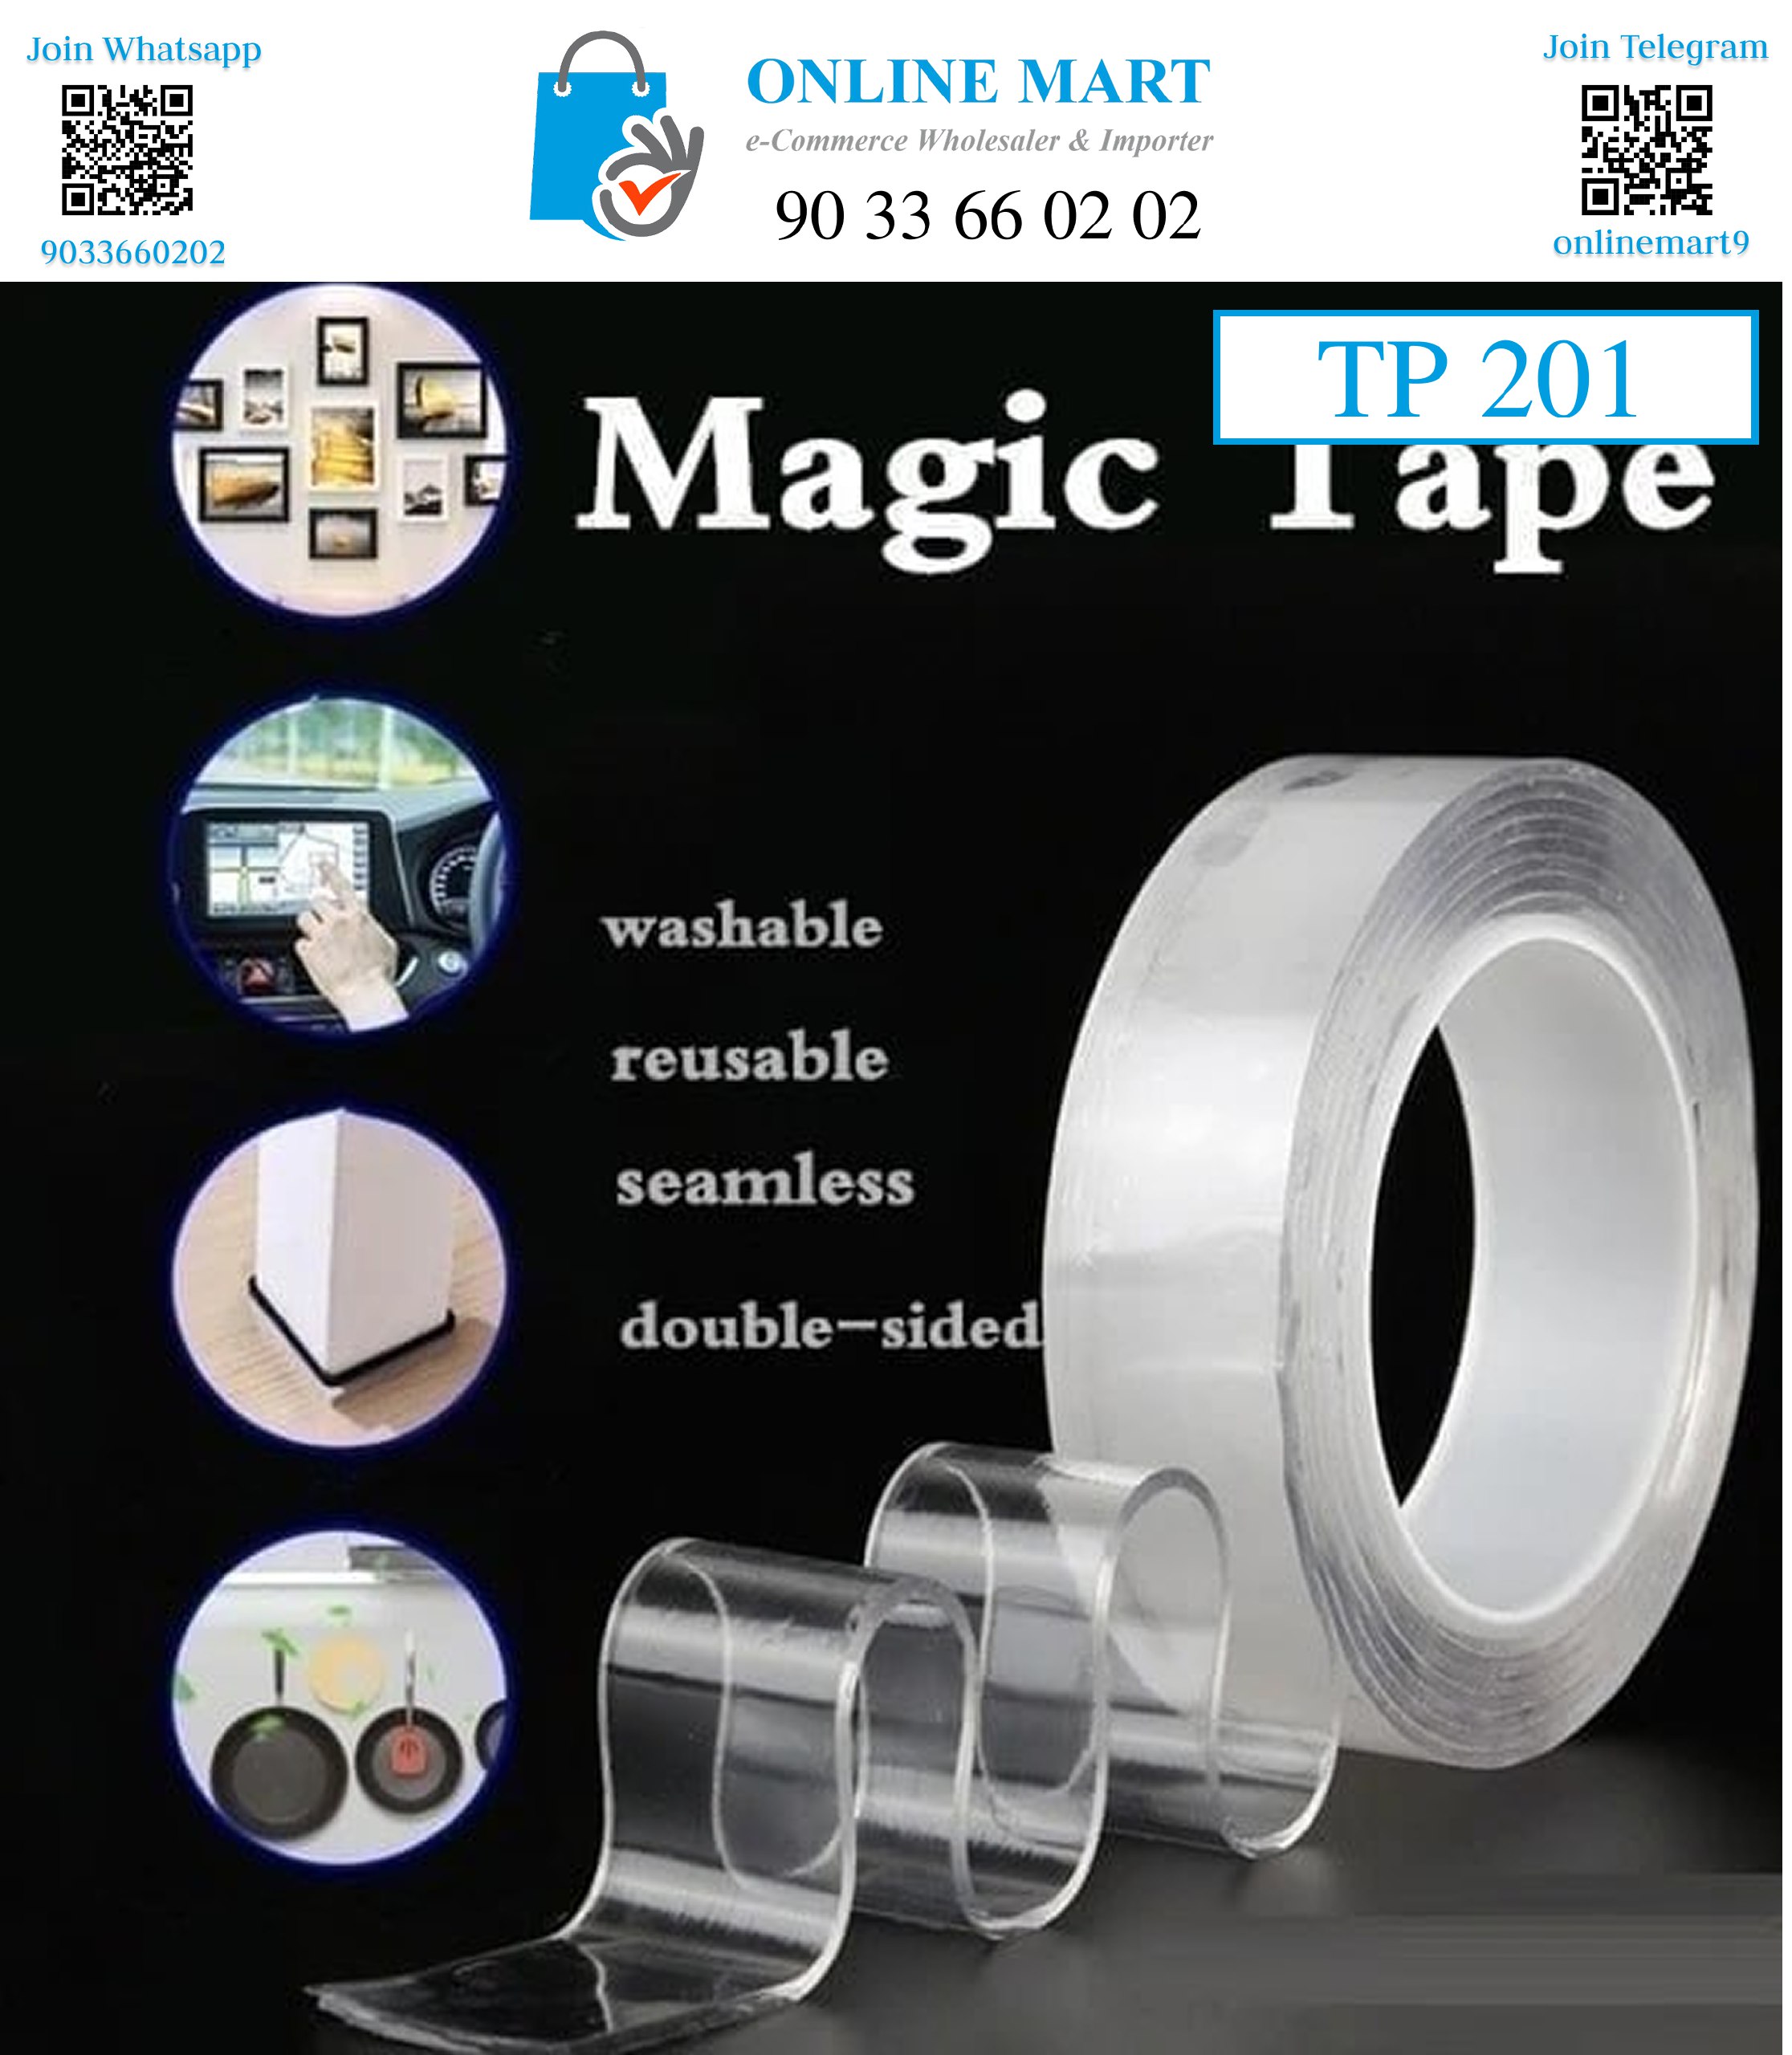 Join Whatsapp
9033660202
ONLINE MART
e-Commerce Wholesaler & Importer
90 33 66 02 02
Join Telegram
onlinemart9
TP 201
Magic Tape
washable
reusable
seamless
double-sided